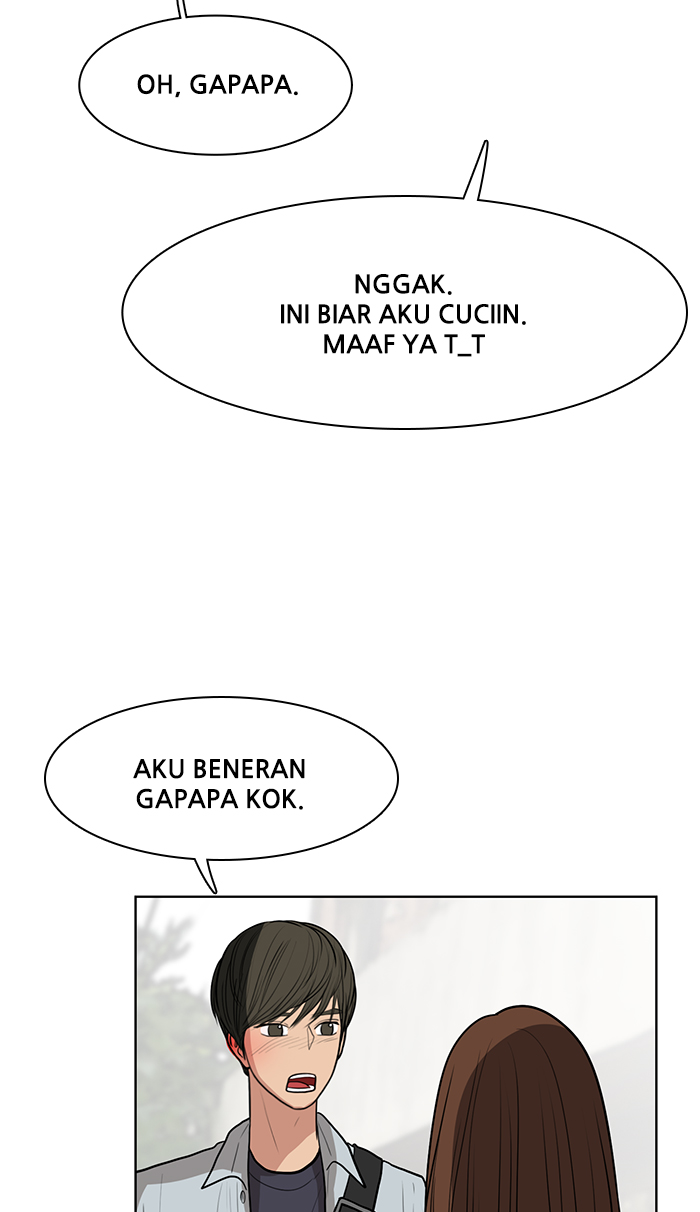 OH, GAPAPA.
NGGAK.
INI BIAR AKU CUCIIN.
MAAF YA T_T
AKU BENERAN
GAPAPA KOK.